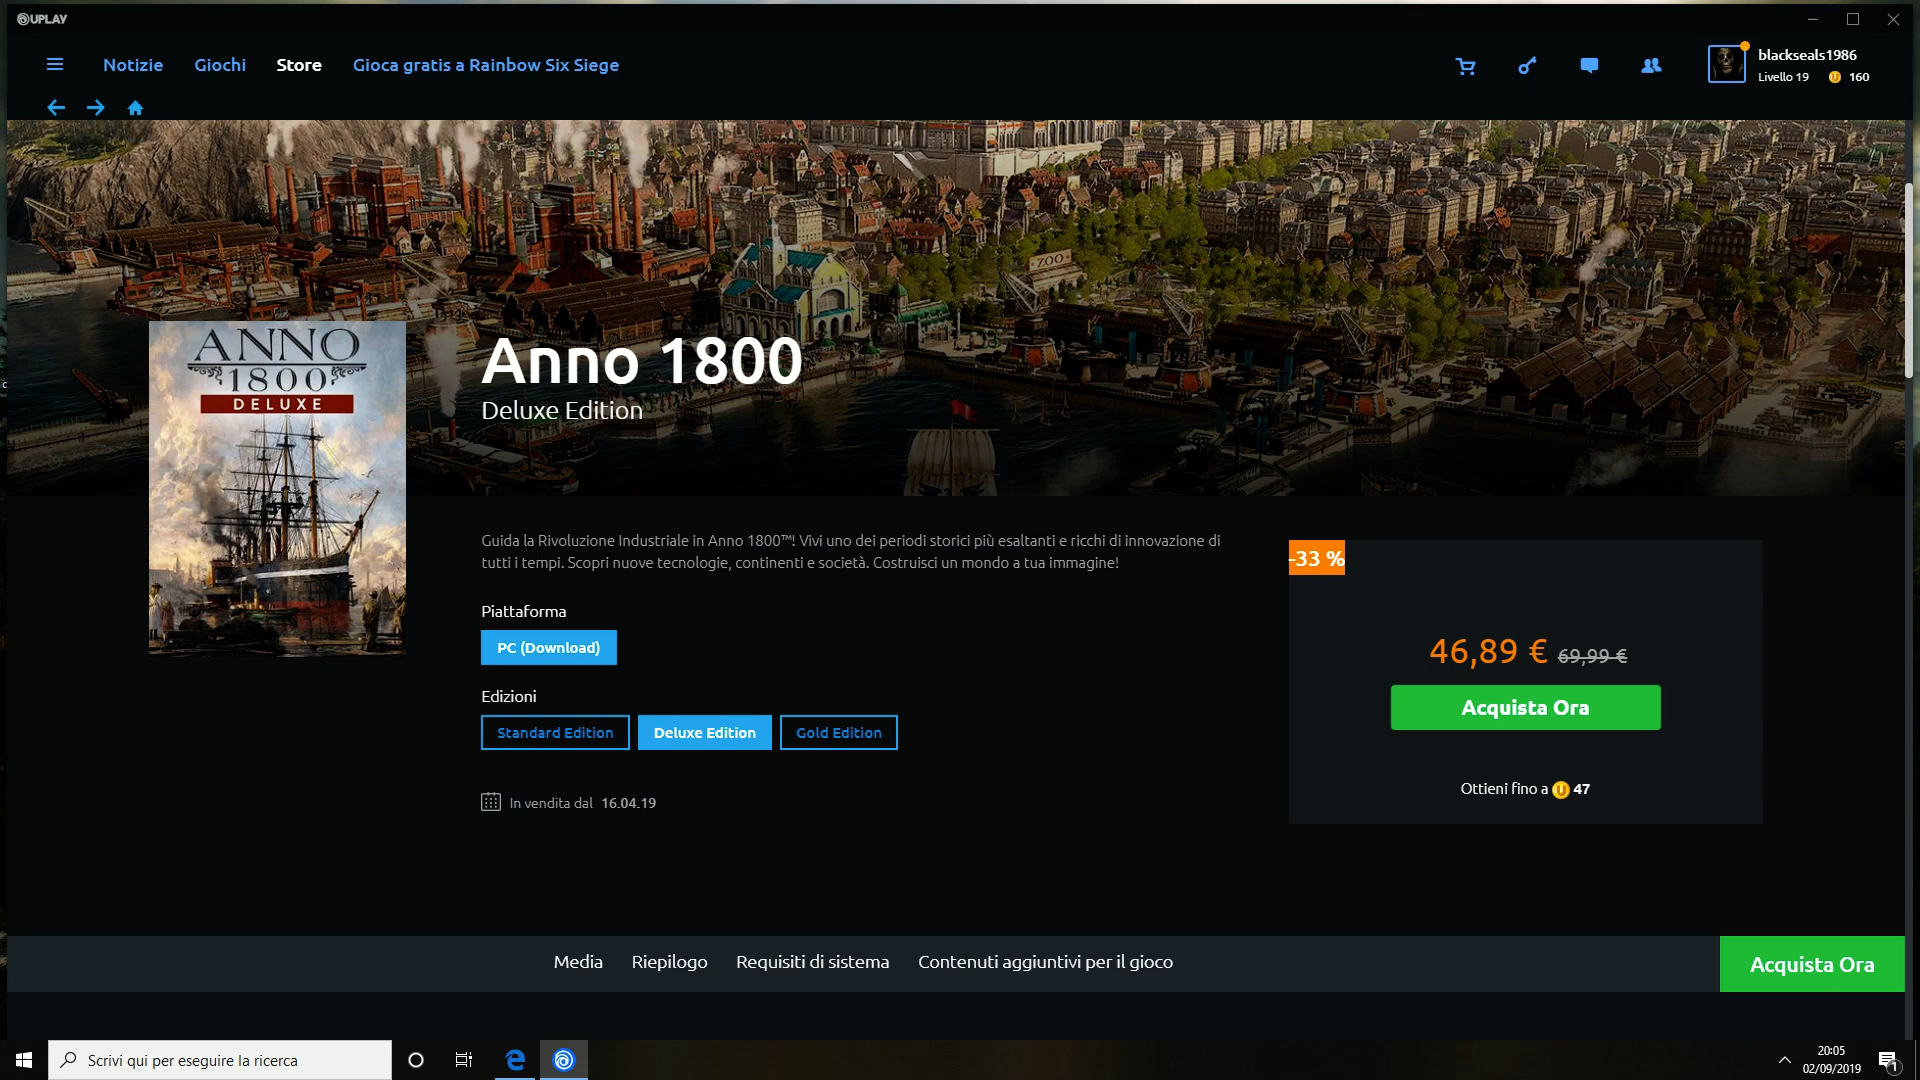 UPLAY
Notizie Giochi Store Gioca gratis a Rainbow Six Siege
blackseals1986
Livello 19 160
ZOO
ANNO
1800
DELUXE
Anno 1800
Deluxe Edition
Guida la Rivoluzione Industriale in Anno 1800™! Vivi uno dei periodi storici più esaltanti e ricchi di innovazione di
tutti i tempi. Scopri nuove tecnologie, continenti e società. Costruisci un mondo a tua immagine!
-33 %
Piattaforma
PC (Download)
46,89 € 69,99 €
Edizioni
Acquista Ora
Standard Edition Deluxe Edition Gold Edition
Ottieni fino a U 47
In vendita dal 16.04.19
Media Riepilogo Requisiti di sistema Contenuti aggiuntivi per il gioco
Acquista Ora
Scrivi qui per eseguire la ricerca
20:05
02/09/2019
1